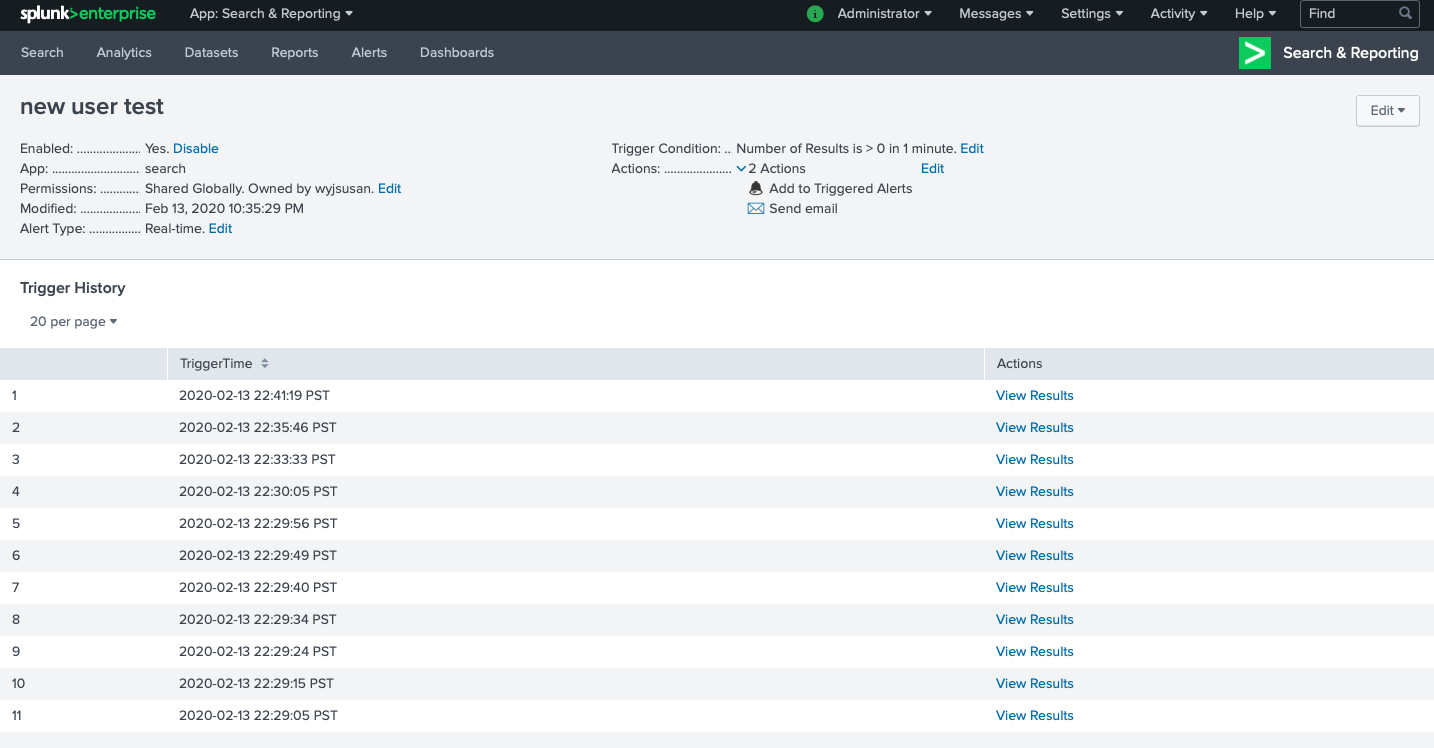 splunk>enterprise App: Search & Reporting Administrator Messages Settings Activity Help Find
Search Analytics Datasets Reports Alerts Dashboards Search & Reporting
new user test
Edit
Enabled: .................... Yes. Disable
App: ........................... search
Permissions: ............ Shared Globally. Owned by wyjsusan. Edit
Modified: ................... Feb 13, 2020 10:35:29 PM
Alert Type: ................ Real-time. Edit
Trigger Condition: .. Number of Results is > 0 in 1 minute. Edit
Actions: ..................... 2 Actions Edit
Add to Triggered Alerts
Send email
Trigger History
20 per page
TriggerTime Actions
1 2020-02-13 22:41:19 PST View Results
2 2020-02-13 22:35:46 PST View Results
3 2020-02-13 22:33:33 PST View Results
4 2020-02-13 22:30:05 PST View Results
5 2020-02-13 22:29:56 PST View Results
6 2020-02-13 22:29:49 PST View Results
7 2020-02-13 22:29:40 PST View Results
8 2020-02-13 22:29:34 PST View Results
9 2020-02-13 22:29:24 PST View Results
10 2020-02-13 22:29:15 PST View Results
11 2020-02-13 22:29:05 PST View Results